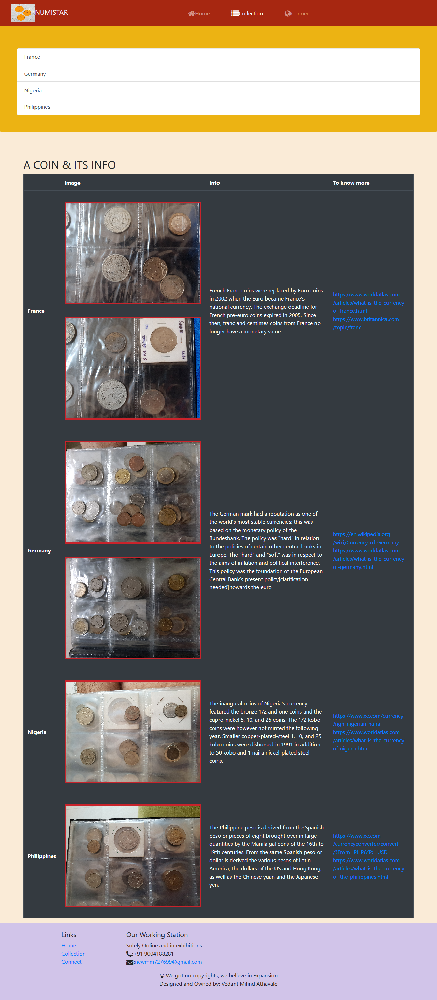 NUMISTAR
Home
Collection
Connect
France
Germany
Nigeria
Philippines
A COIN & ITS INFO
Image
Info
To know more
France
5 Fr. Silver Ni
10.00g.
1971
French Franc coins were replaced by Euro coins
in 2002 when the Euro became France's
national currency. The exchange deadline for
French pre-euro coins expired in 2005. Since
then, franc and centimes coins from France no
longer have a monetary value.
https://www.worldatlas.com
/articles/what-is-the-currency-
of-france.html
https://www.britannica.com
/topic/franc
Germany
The German mark had a reputation as one of
the world's most stable currencies; this was
based on the monetary policy of the
Bundesbank. The policy was "hard" in relation
to the policies of certain other central banks in
Europe. The "hard" and "soft" was in respect to
the aims of inflation and political interference.
This policy was the foundation of the European
Central Bank's present policy[clarification
needed] towards the euro
https://en.wikipedia.org
/wiki/Currency_of_Germany
https://www.worldatlas.com
/articles/what-is-the-currency-
of-germany.html
Nigeria
The inaugural coins of Nigeria's currency
featured the bronze 1/2 and one coins and the
cupro-nickel 5, 10, and 25 coins. The 1/2 kobo
coins were however not minted the following
year. Smaller copper-plated-steel 1, 10, and 25
kobo coins were disbursed in 1991 in addition
to 50 kobo and 1 naira nickel-plated steel
coins.
https://www.xe.com/currency
/ngn-nigerian-naira
https://www.worldatlas.com
/articles/what-is-the-currency-
of-nigeria.html
Philippines
The Philippine peso is derived from the Spanish
peso or pieces of eight brought over in large
quantities by the Manila galleons of the 16th to
19th centuries. From the same Spanish peso or
dollar is derived the various pesos of Latin
America, the dollars of the US and Hong Kong,
as well as the Chinese yuan and the Japanese
yen.
https://www.xe.com
/currencyconverter/convert
/?From=PHP&To=USD
https://www.worldatlas.com
/articles/what-is-the-currency-
of-the-philippines.html
Links
Home
Collection
Connect
Our Working Station
Solely Online and in exhibitions
:+91 9004188281
:newmm727699@gmail.com
© We got no copyrights, we believe in Expansion
Designed and Owned by: Vedant Milind Athavale